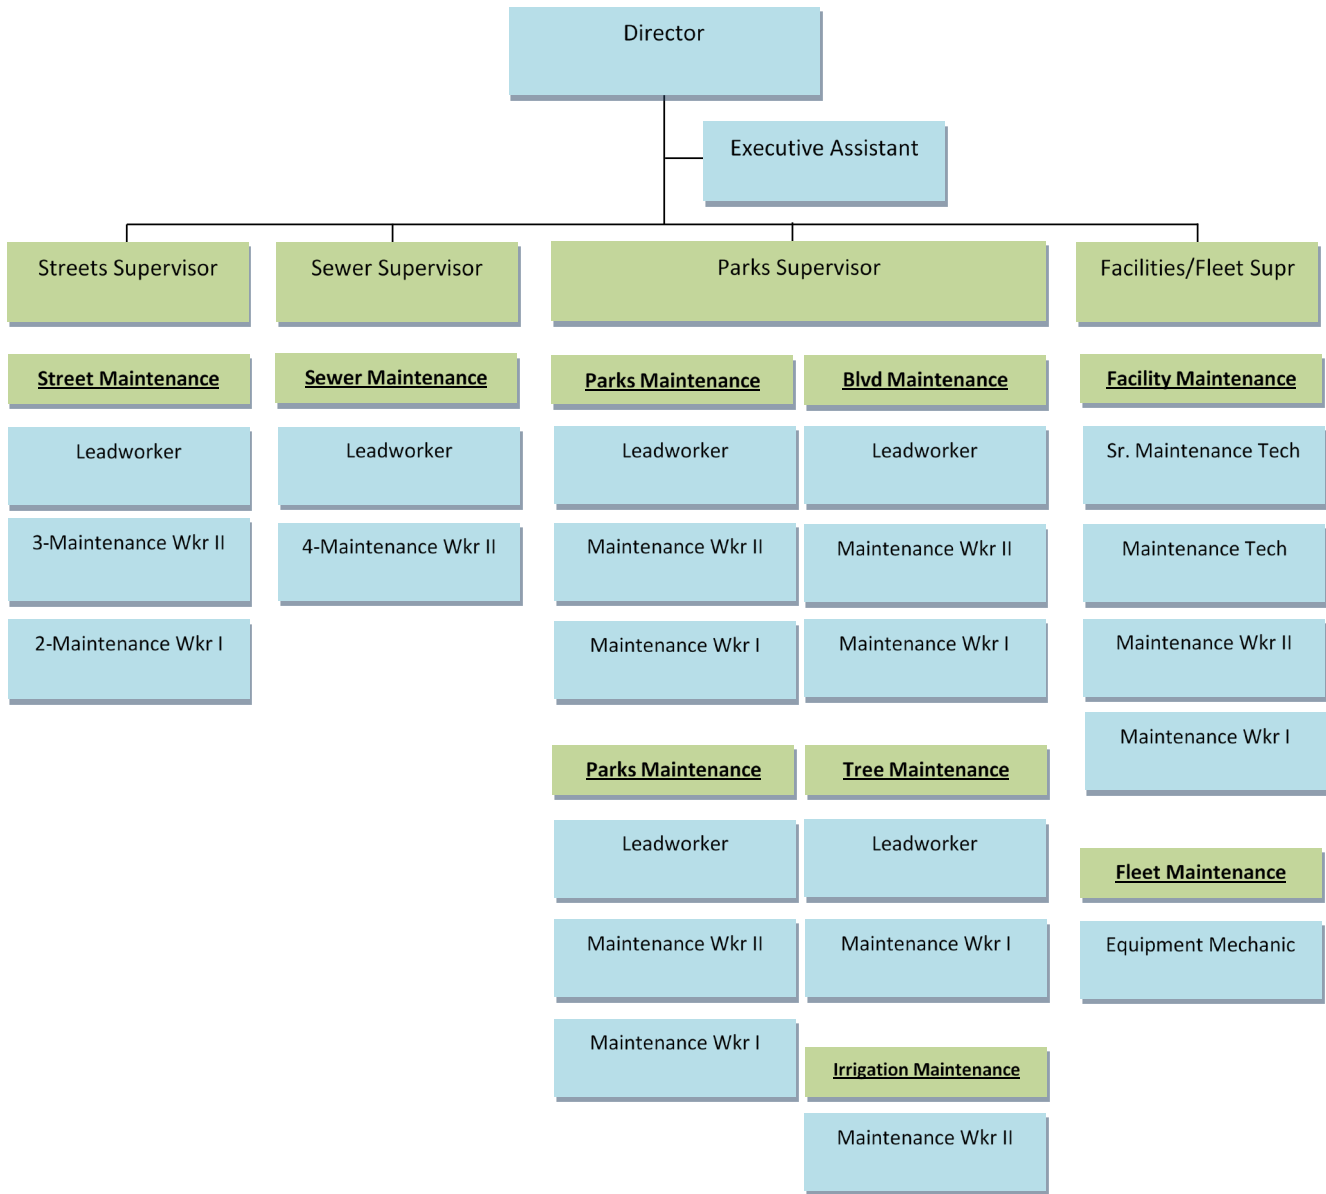 Director
Executive Assistant
Streets Supervisor
Sewer Supervisor
Parks Supervisor
Facilities/Fleet Supr
Street Maintenance
Leadworker
3-Maintenance Wkr II
2-Maintenance Wkr I
Sewer Maintenance
Leadworker
4-Maintenance Wkr II
Parks Maintenance
Leadworker
Maintenance Wkr II
Maintenance Wkr I
Parks Maintenance
Leadworker
Maintenance Wkr II
Maintenance Wkr I
Blvd Maintenance
Leadworker
Maintenance Wkr II
Maintenance Wkr I
Tree Maintenance
Leadworker
Maintenance Wkr I
Irrigation Maintenance
Maintenance Wkr II
Facility Maintenance
Sr. Maintenance Tech
Maintenance Tech
Maintenance Wkr II
Maintenance Wkr I
Fleet Maintenance
Equipment Mechanic